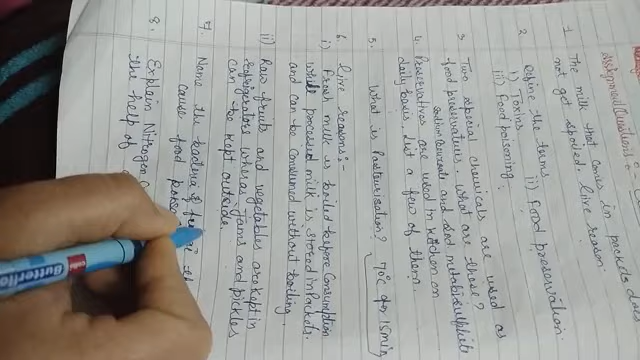 Assignment Questions
1. The milk that comes in packets does
not get spoiled. Give reason.
2. Define the terms
i) Toxins ii) Food preservation.
iii) Food poisoning.
3 Two special chemicals are used as
food preservatives. What are those?
Sodium benzoate and Sod metabisulphite
4. Preservatives are used in kitchen on
daily basis. List a few of them.
5. What is Pasteurisation? 70°C for 15min
6. Give reasons:-
i) Fresh milk is boiled before Consumption
while processed milk is stored in Packets.
and can be consumed without boiling.
ii) Raw fruits and vegetables are kept in
refrigerators whereas Jams and pickles
can be kept outside.
7. Name the bacteria &
cause food
8. Explain Nitrogen
the help of
cello
Butterflo